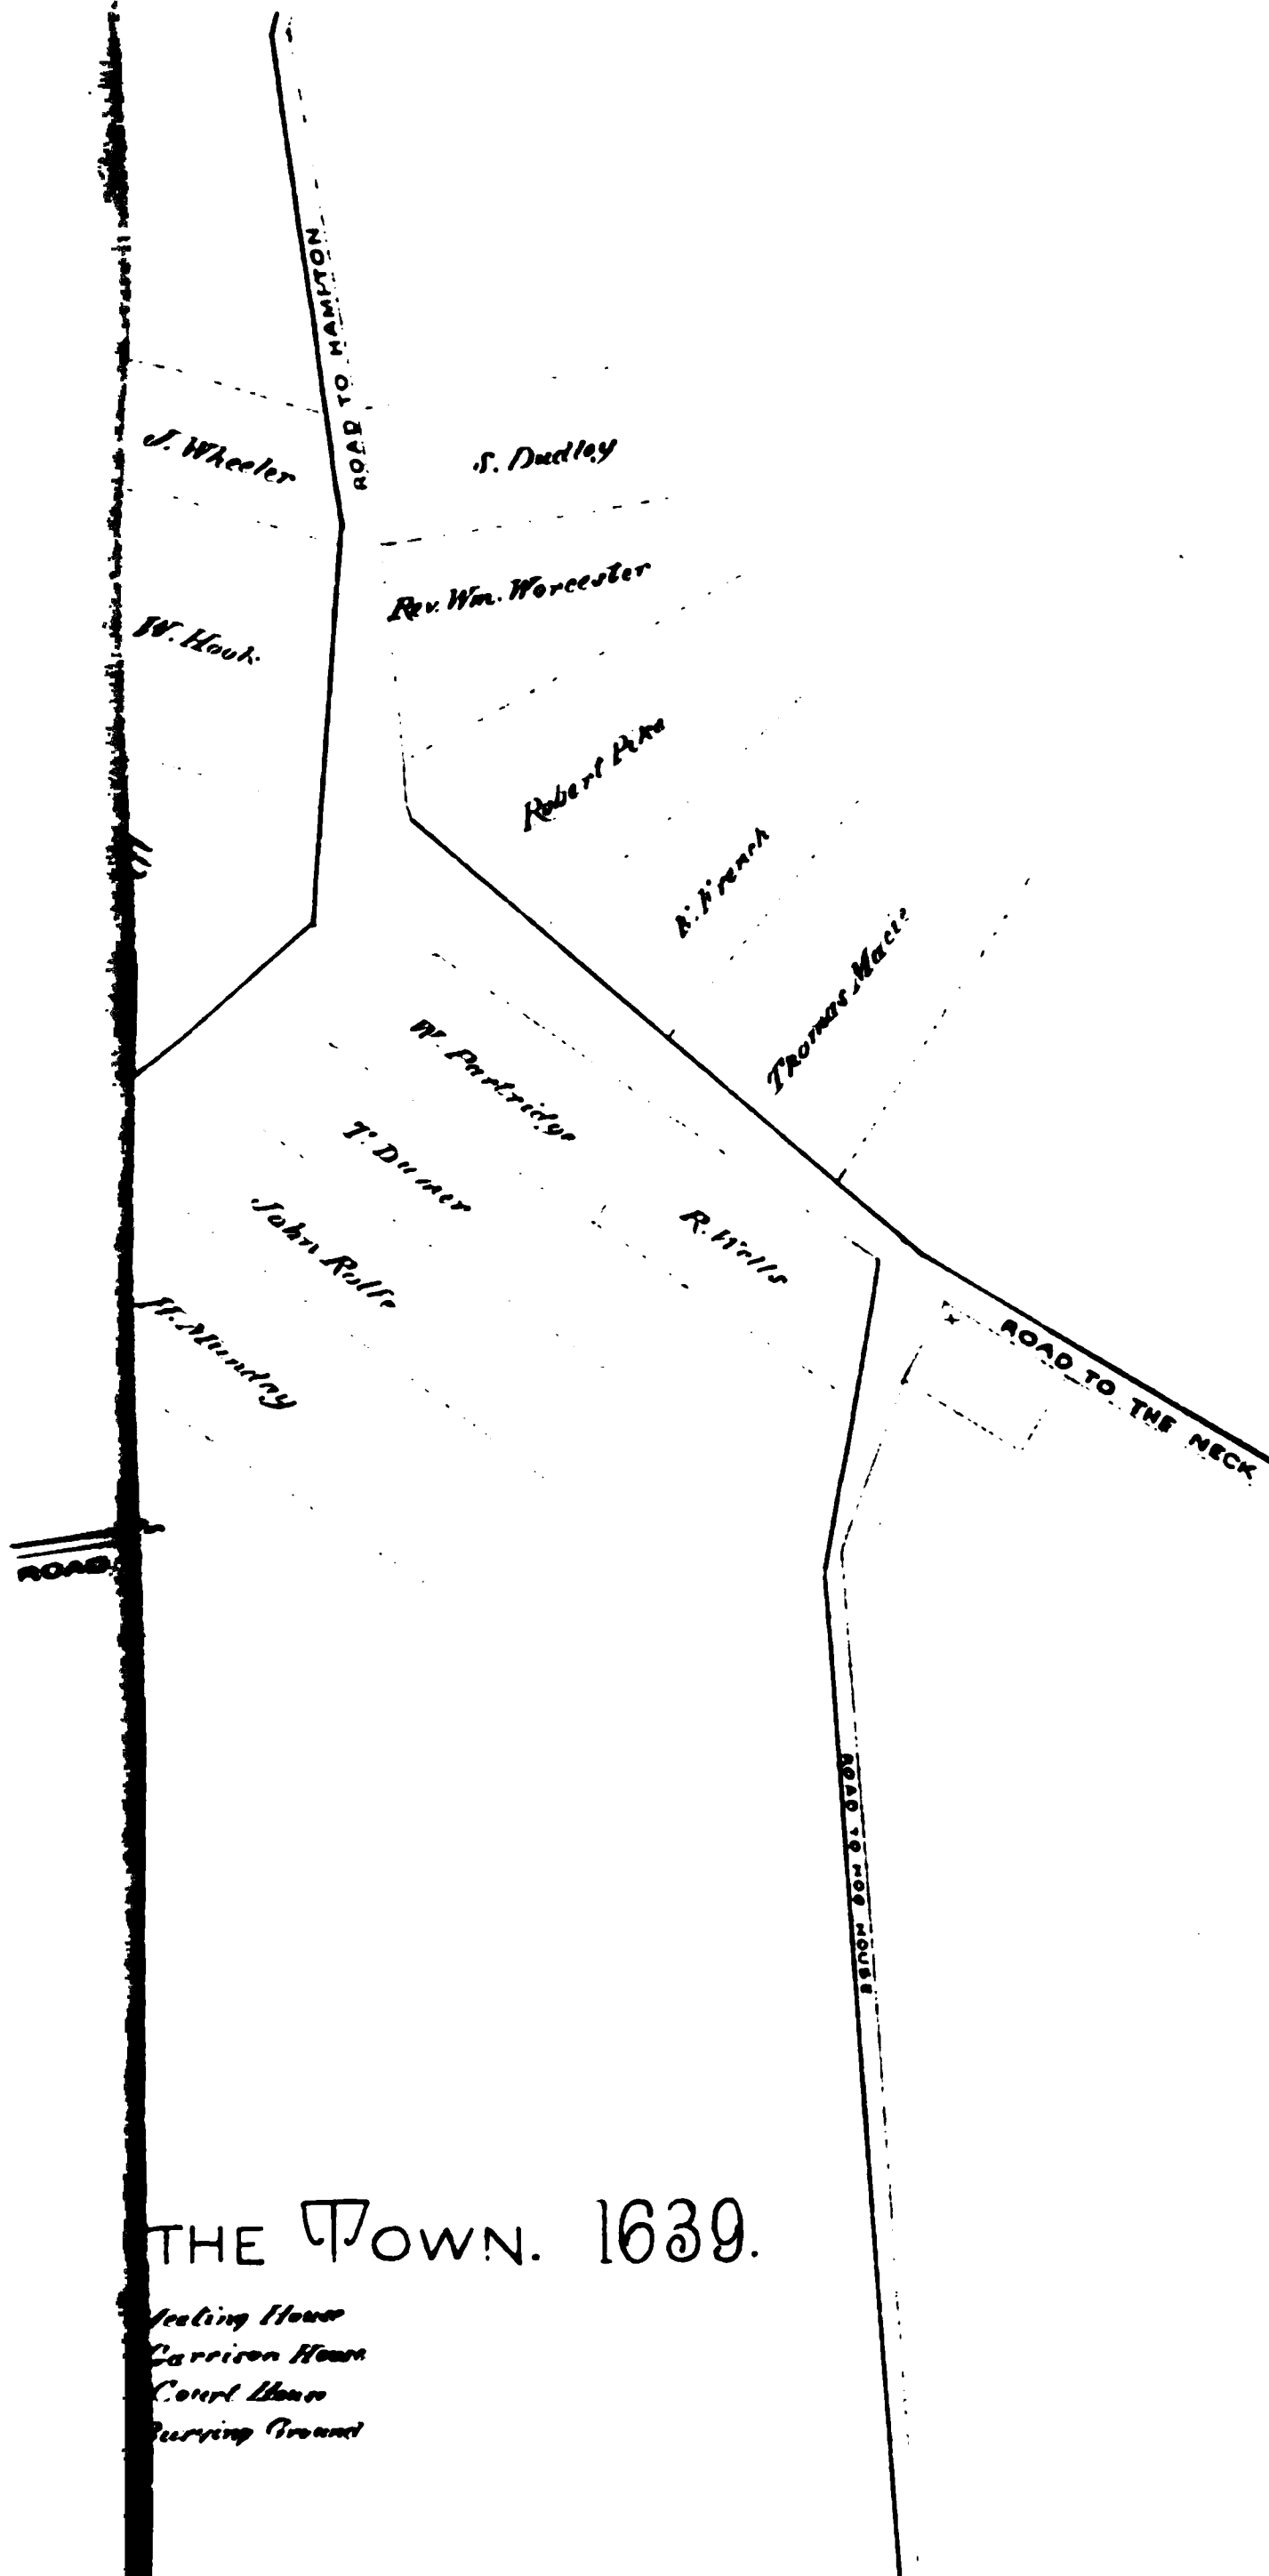 ROAD TO HAMPTON
J. Wheeler
S. Dudley
Rev. Wm. Worcester
W. Hook
Robert Pike
E. French
Thomas Macie
W. Partridge
T. Dumer
John Rolfe
R. Wells
W. Munday
ROAD TO THE NECK
ROAD
ROAD TO HOG HOUSE
THE TOWN. 1639.
Meeting House
Garrison House
Court House
Burying Ground